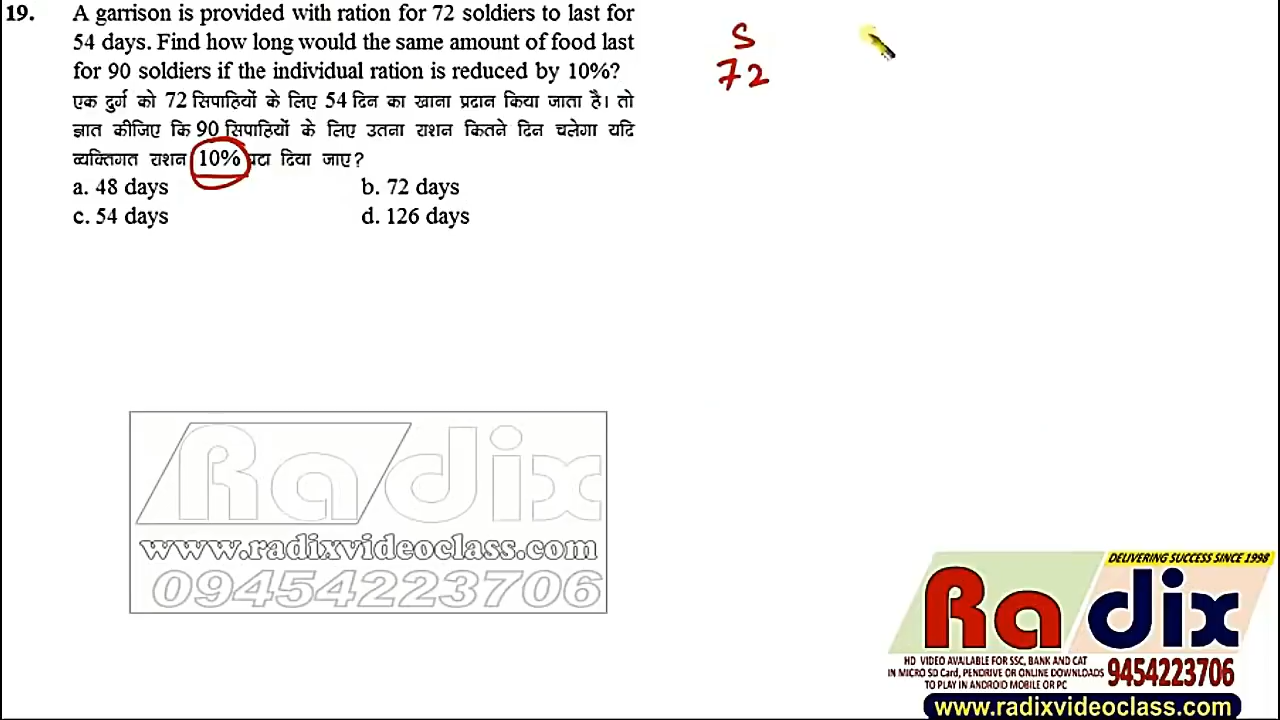 19. A garrison is provided with ration for 72 soldiers to last for
54 days. Find how long would the same amount of food last
for 90 soldiers if the individual ration is reduced by 10%?
एक दुर्ग को 72 सिपाहियों के लिए 54 दिन का खाना प्रदान किया जाता है। तो
ज्ञात कीजिए कि 90 सिपाहियों के लिए उतना राशन कितने दिन चलेगा यदि
व्यक्तिगत राशन 10% घटा दिया जाए?
a. 48 days b. 72 days
c. 54 days d. 126 days
S
72
Radix
www.radixvideoclass.com
09454223706
DELIVERING SUCCESS SINCE 1998
Radix
HD VIDEO AVAILABLE FOR SSC, BANK AND CAT
IN MICRO SD Card, PENDRIVE OR ONLINE DOWNLOADS
TO PLAY IN ANDROID MOBILE OR PC
9454223706
www.radixvideoclass.com